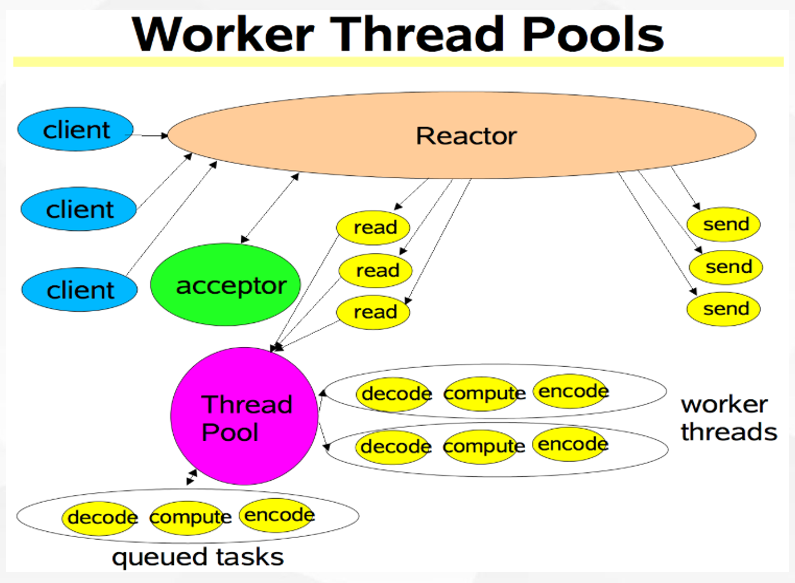 Worker Thread Pools
client
Reactor
client
client
acceptor
read
read
read
send
send
send
Thread
Pool
decode compute encode
decode compute encode
worker
threads
decode compute encode
queued tasks